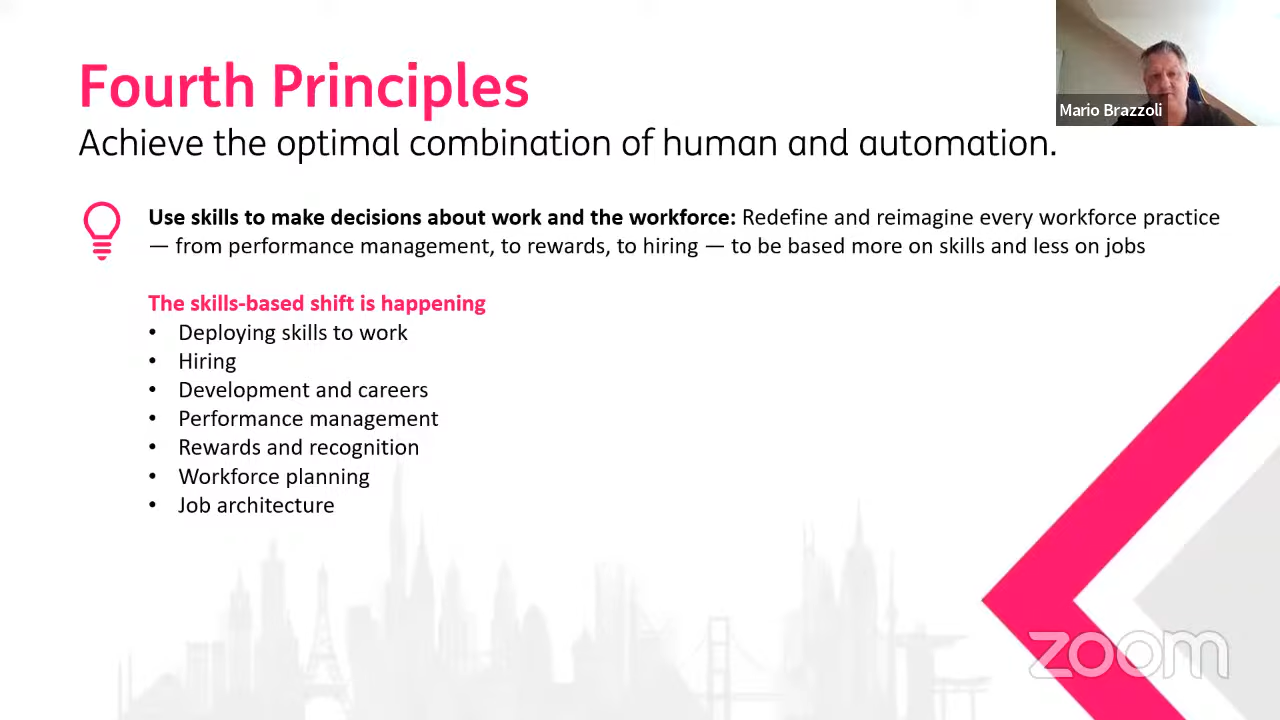 Fourth Principles
Achieve the optimal combination of human and automation.
Mario Brazzoli
Use skills to make decisions about work and the workforce: Redefine and reimagine every workforce practice
— from performance management, to rewards, to hiring — to be based more on skills and less on jobs
The skills-based shift is happening
• Deploying skills to work
• Hiring
• Development and careers
• Performance management
• Rewards and recognition
• Workforce planning
• Job architecture
zoom